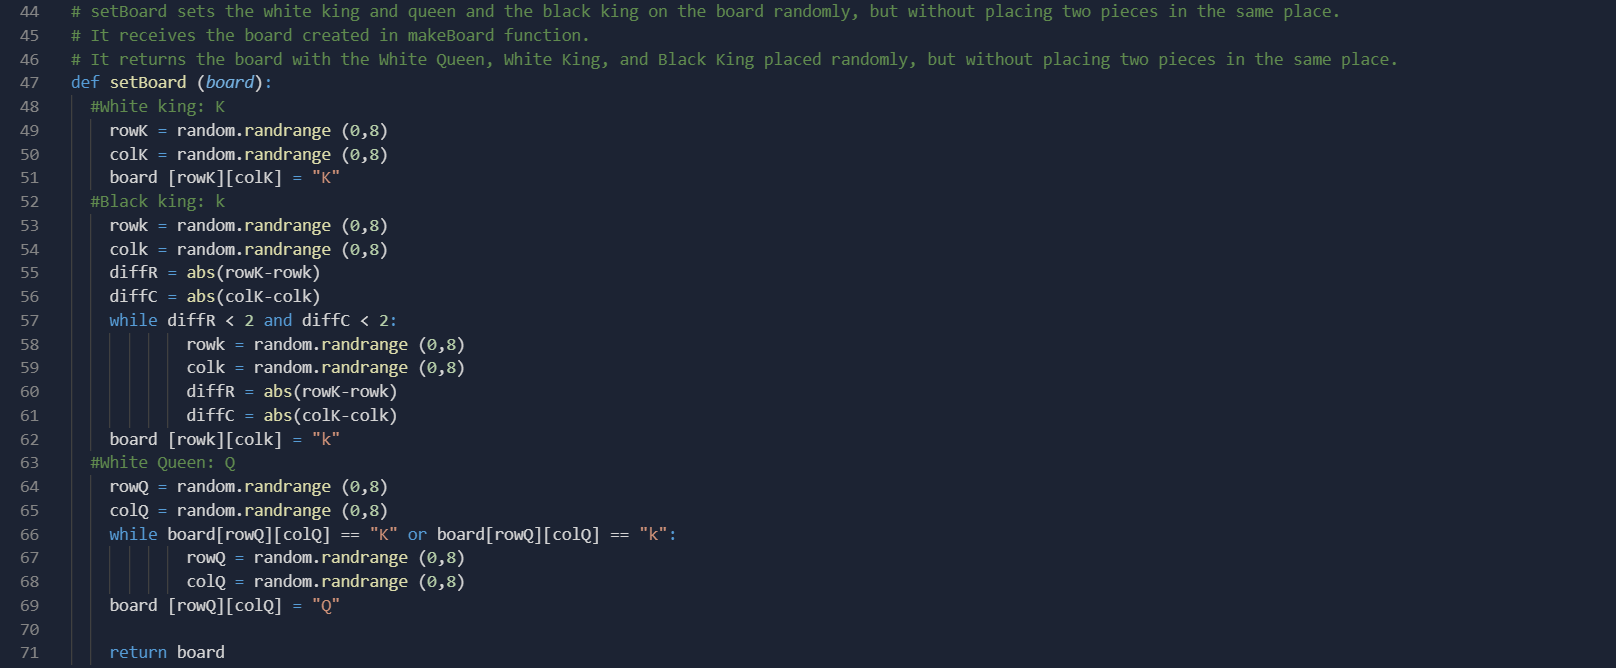 44 # setBoard sets the white king and queen and the black king on the board randomly, but without placing two pieces in the same place.
45 # It receives the board created in makeBoard function.
46 # It returns the board with the White Queen, White King, and Black King placed randomly, but without placing two pieces in the same place.
47 def setBoard (board):
48 #White king: K
49 rowK = random.randrange (0,8)
50 colK = random.randrange (0,8)
51 board [rowK][colK] = "K"
52 #Black king: k
53 rowk = random.randrange (0,8)
54 colk = random.randrange (0,8)
55 diffR = abs(rowK-rowk)
56 diffC = abs(colK-colk)
57 while diffR < 2 and diffC < 2:
58 rowk = random.randrange (0,8)
59 colk = random.randrange (0,8)
60 diffR = abs(rowK-rowk)
61 diffC = abs(colK-colk)
62 board [rowk][colk] = "k"
63 #White Queen: Q
64 rowQ = random.randrange (0,8)
65 colQ = random.randrange (0,8)
66 while board[rowQ][colQ] == "K" or board[rowQ][colQ] == "k":
67 rowQ = random.randrange (0,8)
68 colQ = random.randrange (0,8)
69 board [rowQ][colQ] = "Q"
70
71 return board